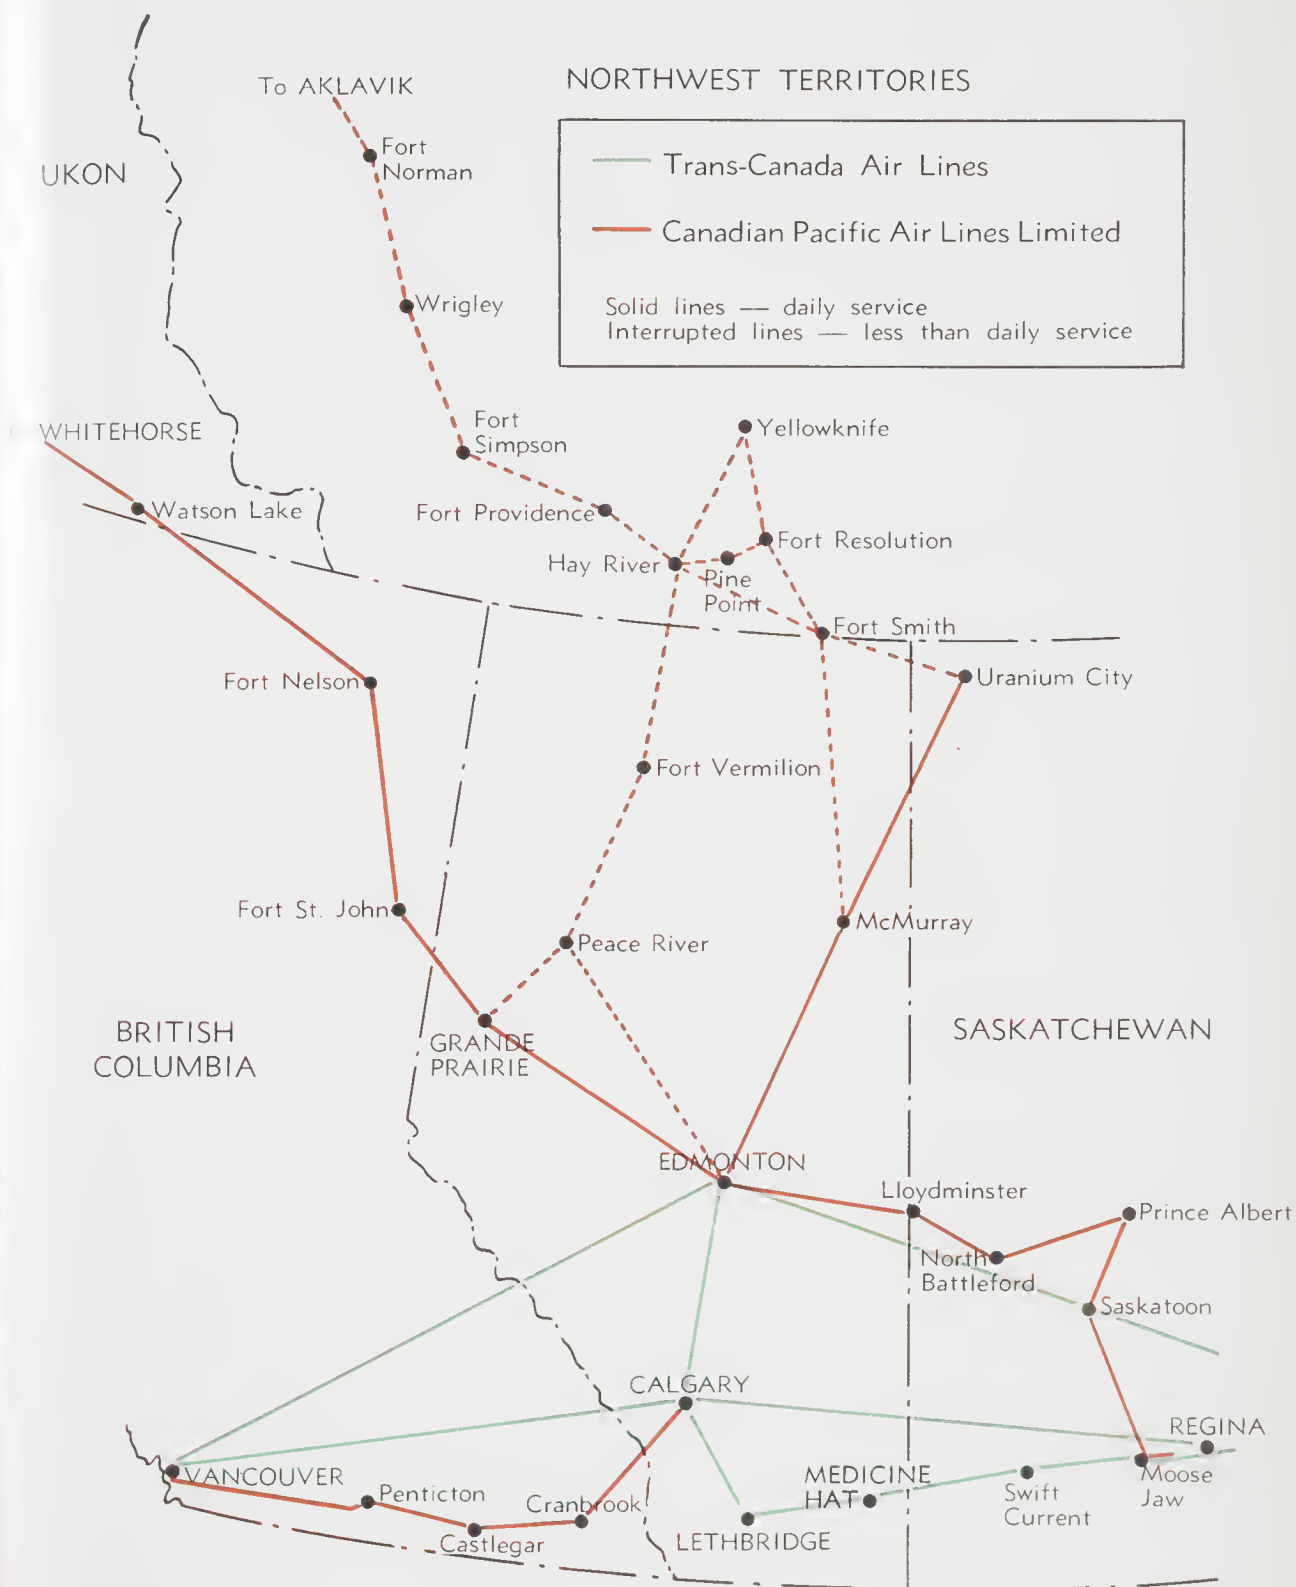 To AKLAVIK
NORTHWEST TERRITORIES
Trans-Canada Air Lines
Canadian Pacific Air Lines Limited
Solid lines — daily service
Interrupted lines — less than daily service
UKON
Fort
Norman
Wrigley
WHITEHORSE
Fort
Simpson
Yellowknife
Watson Lake
Fort Providence
Fort Resolution
Hay River
Pine
Point
Fort Smith
Fort Nelson
Uranium City
Fort Vermilion
Fort St. John
McMurray
Peace River
BRITISH
COLUMBIA
GRANDE
PRAIRIE
SASKATCHEWAN
EDMONTON
Lloydminster
Prince Albert
North
Battleford
Saskatoon
CALGARY
REGINA
VANCOUVER
Penticton
Cranbrook
Castlegar
MEDICINE
HAT
LETHBRIDGE
Swift
Current
Moose
Jaw